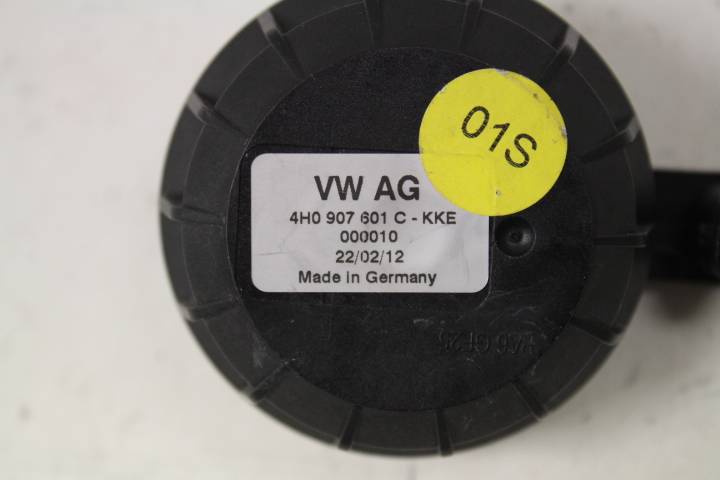 01S
VW AG
4H0 907 601 C - KKE
000010
22/02/12
Made in Germany